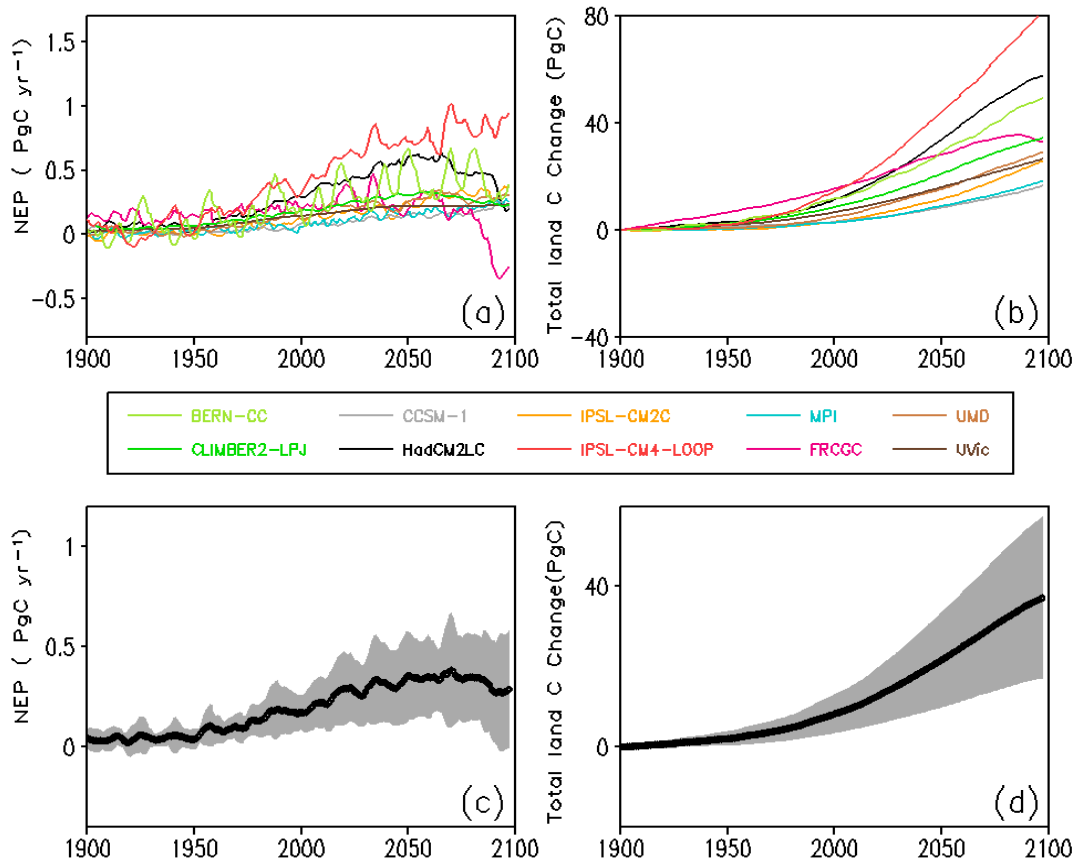 NEP ( PgC yr−1)
1.5
1
0.5
0
−0.5
1900 1950 2000 2050 2100
(a)
Total land C Change (PgC)
80
40
0
−40
1900 1950 2000 2050 2100
(b)
BERN−CC CCSM−1 IPSL−CM2C MPI UMD
CLIMBER2−LPJ HadCM2LC IPSL−CM4−LOOP FRCGC UVic
NEP ( PgC yr−1)
1
0.5
0
1900 1950 2000 2050 2100
(c)
Total land C Change(PgC)
40
0
1900 1950 2000 2050 2100
(d)